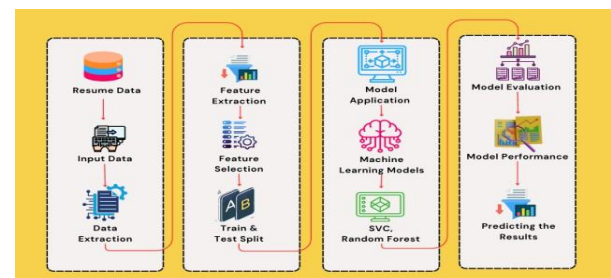 Resume Data
Input Data
Data
Extraction
Feature
Extraction
Feature
Selection
A B
Train &
Test Split
Model
Application
Machine
Learning Models
SVC,
Random Forest
Model Evaluation
Model Performance
Predicting the
Results